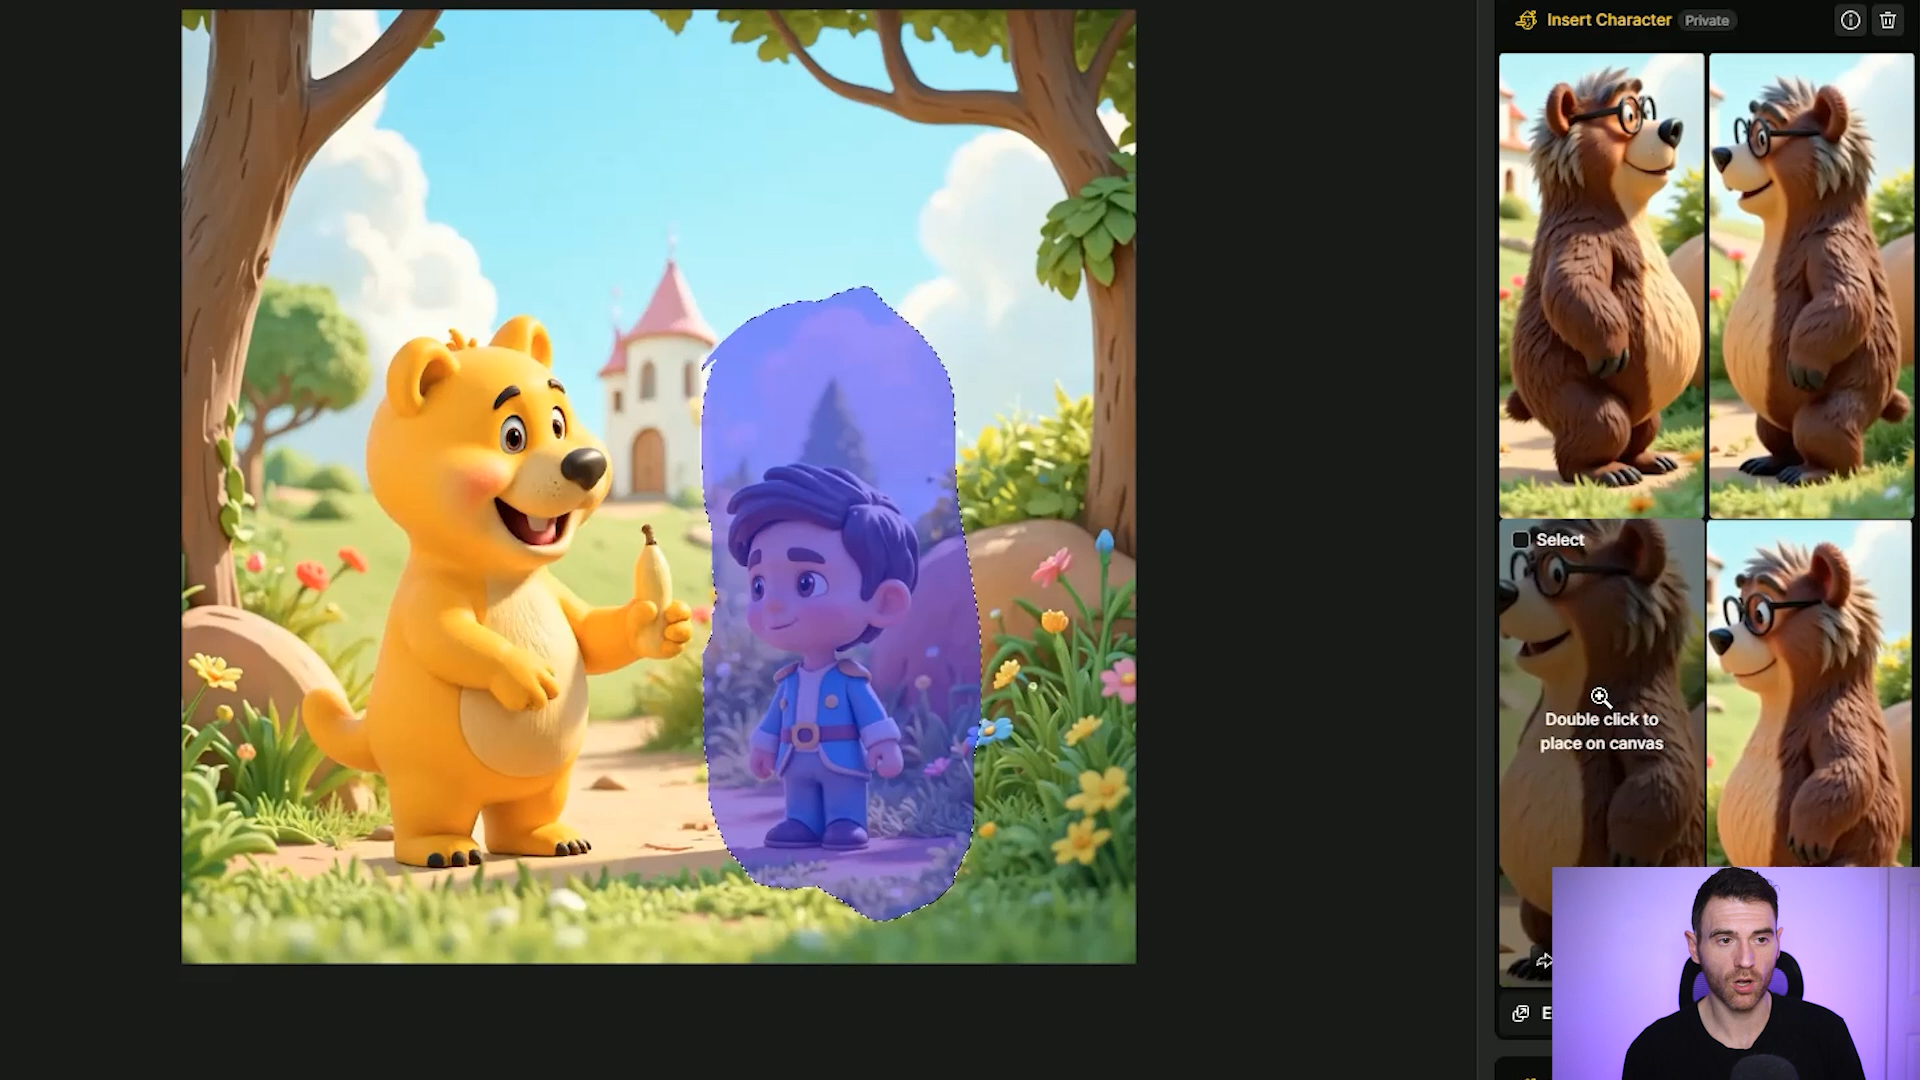 Insert Character Private
Select
Double click to
place on canvas